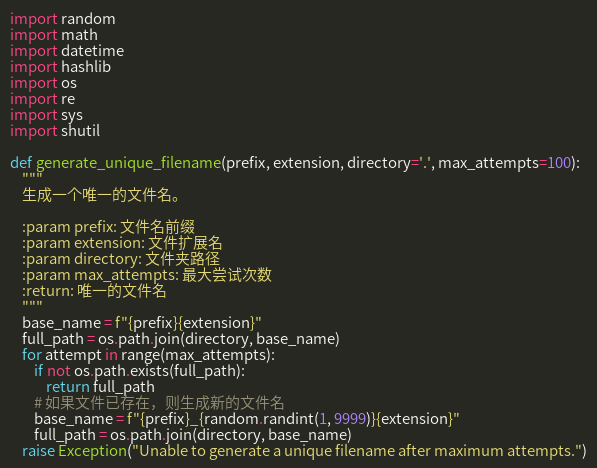 import random
import math
import datetime
import hashlib
import os
import re
import sys
import shutil

def generate_unique_filename(prefix, extension, directory='.', max_attempts=100):
    """
    生成一个唯一的文件名。

    :param prefix: 文件名前缀
    :param extension: 文件扩展名
    :param directory: 文件夹路径
    :param max_attempts: 最大尝试次数
    :return: 唯一的文件名
    """
    base_name = f"{prefix}{extension}"
    full_path = os.path.join(directory, base_name)
    for attempt in range(max_attempts):
        if not os.path.exists(full_path):
            return full_path
        # 如果文件已存在，则生成新的文件名
        base_name = f"{prefix}_{random.randint(1, 9999)}{extension}"
        full_path = os.path.join(directory, base_name)
    raise Exception("Unable to generate a unique filename after maximum attempts.")